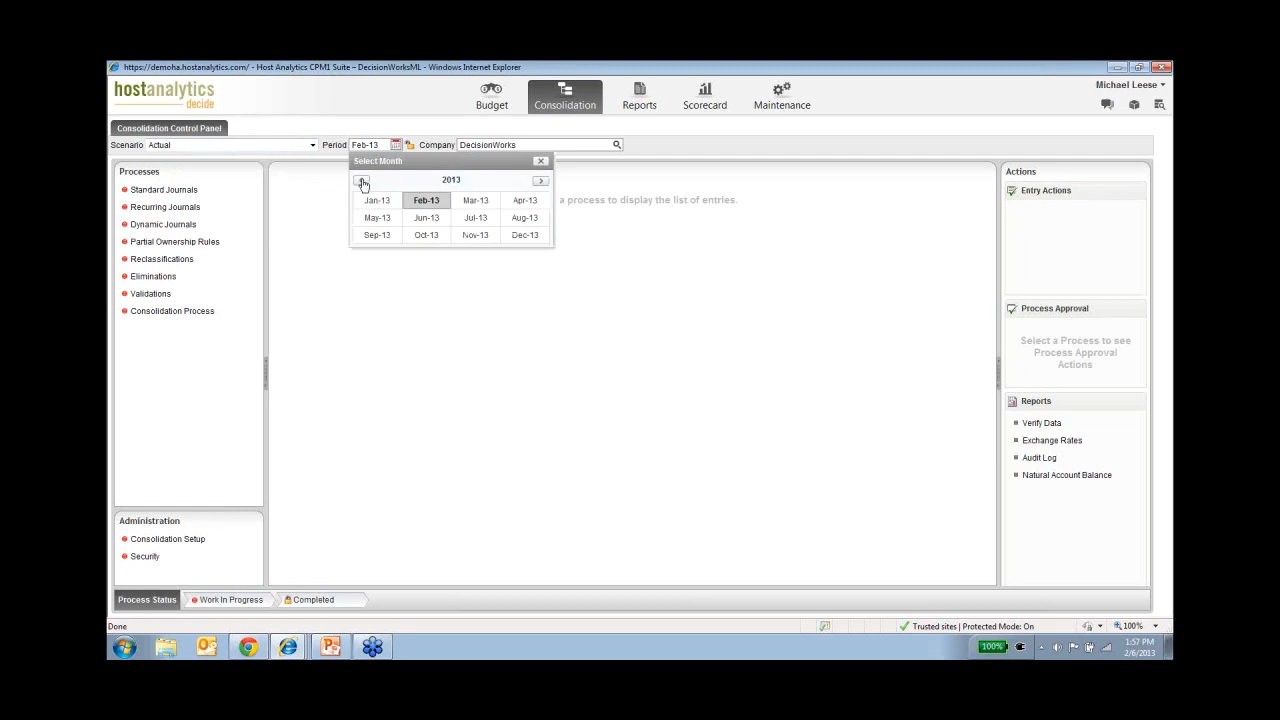 https://demoha.hostanalytics.com/ - Host Analytics CPM1 Suite – DecisionWorksML - Windows Internet Explorer
hostanalytics
decide
Budget
Consolidation
Reports
Scorecard
Maintenance
Michael Leese
Consolidation Control Panel
Scenario Actual Period Feb-13 Company DecisionWorks
Select Month
2013
Jan-13 Feb-13 Mar-13 Apr-13
May-13 Jun-13 Jul-13 Aug-13
Sep-13 Oct-13 Nov-13 Dec-13
a process to display the list of entries.
Processes
Standard Journals
Recurring Journals
Dynamic Journals
Partial Ownership Rules
Reclassifications
Eliminations
Validations
Consolidation Process
Administration
Consolidation Setup
Security
Actions
Entry Actions
Process Approval
Select a Process to see
Process Approval
Actions
Reports
Verify Data
Exchange Rates
Audit Log
Natural Account Balance
Process Status Work In Progress Completed
Done
Trusted sites | Protected Mode: On
100%
100%
1:57 PM
2/6/2013